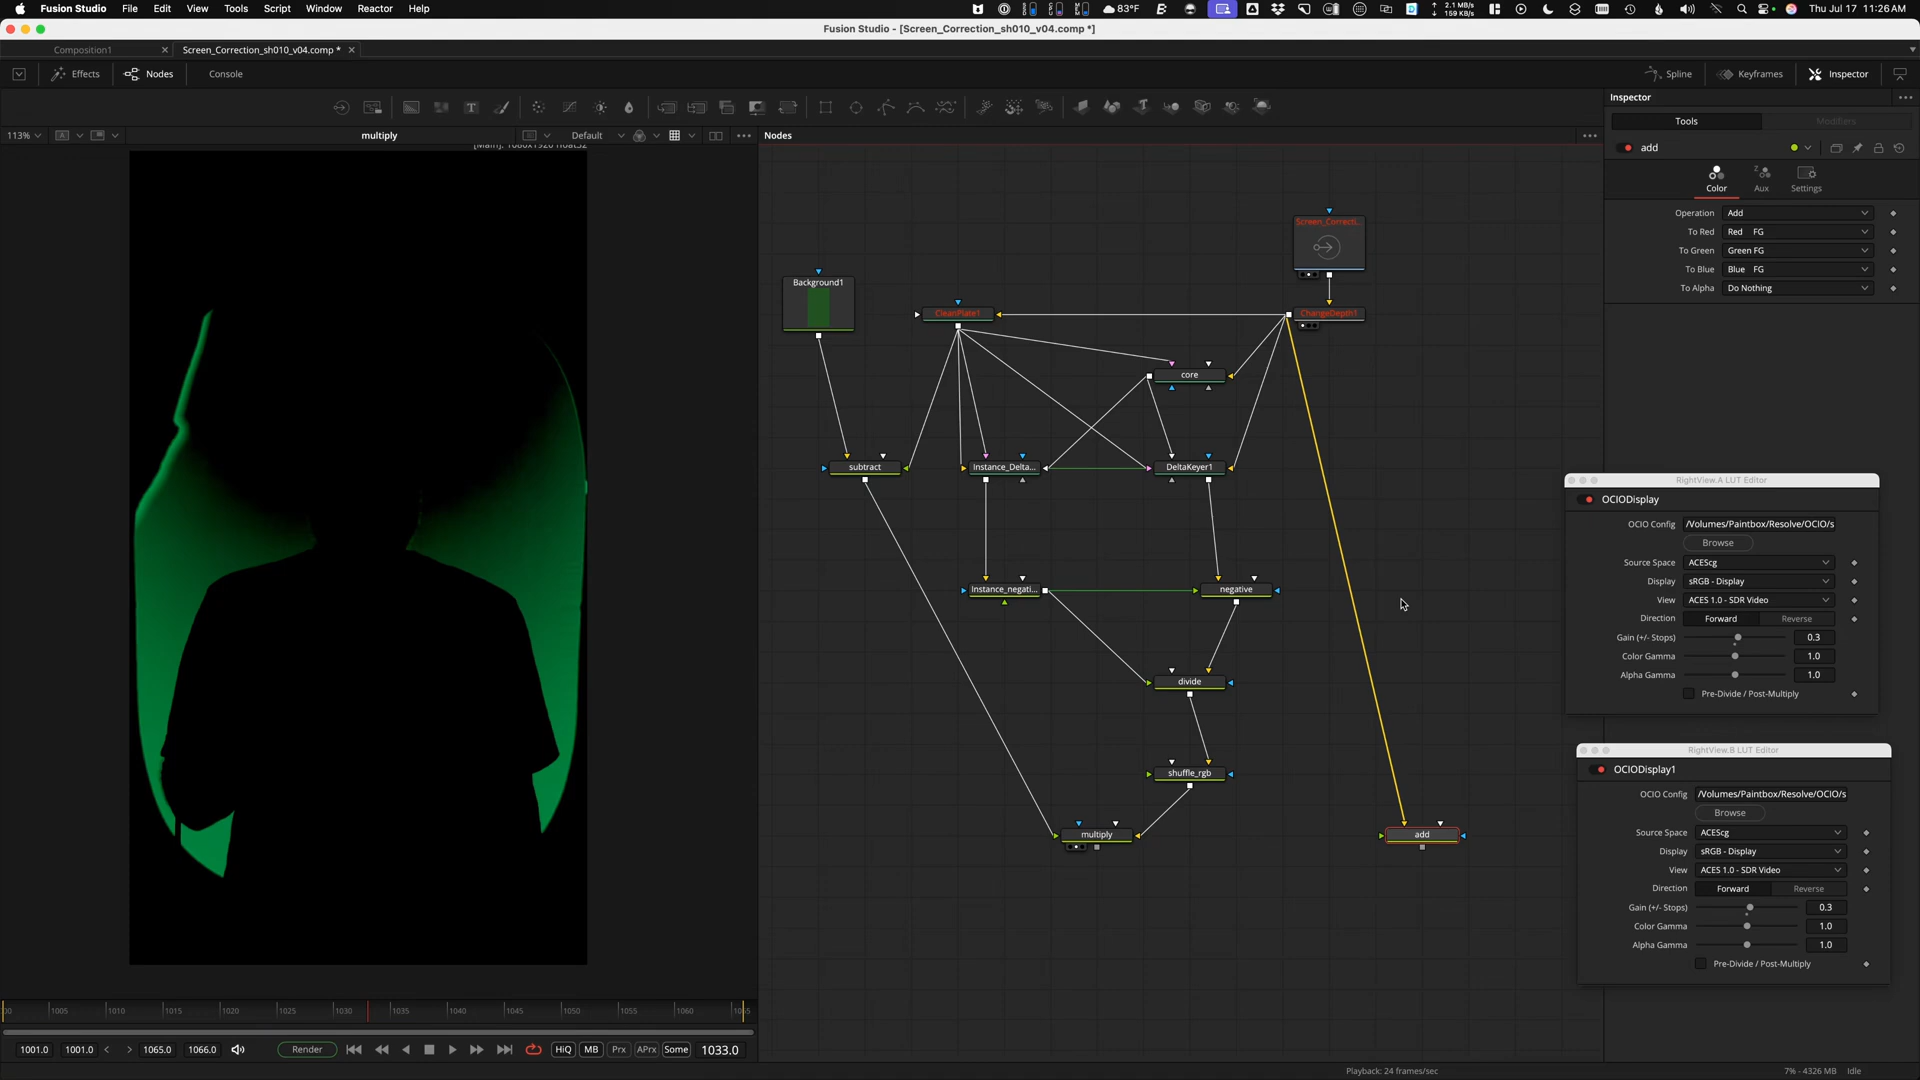 Fusion Studio File Edit View Tools Script Window Reactor Help
83°F 2.1 MB/s 159 KB/s Thu Jul 17 11:26 AM
Fusion Studio - [Screen_Correction_sh010_v04.comp *]
Composition1 Screen_Correction_sh010_v04.comp *
Effects Nodes Console Spline Keyframes Inspector
Inspector
113% multiply Default Nodes
Tools Modifiers
add
Color Aux Settings
Operation Add
To Red Red FG
To Green Green FG
To Blue Blue FG
To Alpha Do Nothing
Screen_Correcti...
Background1
CleanPlate1
ChangeDepth1
core
subtract
Instance_Delta...
DeltaKeyer1
Instance_negati...
negative
divide
shuffle_rgb
multiply
add
RightView.A LUT Editor
OCIODisplay
OCIO Config /Volumes/Paintbox/Resolve/OCIO/s
Browse
Source Space ACEScg
Display sRGB - Display
View ACES 1.0 - SDR Video
Direction Forward Reverse
Gain (+/- Stops) 0.3
Color Gamma 1.0
Alpha Gamma 1.0
Pre-Divide / Post-Multiply
RightView.B LUT Editor
OCIODisplay1
OCIO Config /Volumes/Paintbox/Resolve/OCIO/s
Browse
Source Space ACEScg
Display sRGB - Display
View ACES 1.0 - SDR Video
Direction Forward Reverse
Gain (+/- Stops) 0.3
Color Gamma 1.0
Alpha Gamma 1.0
Pre-Divide / Post-Multiply
1005 1010 1015 1020 1025 1030 1035 1040 1045 1050 1055 1060
1001.0 1001.0 1065.0 1066.0 Render HiQ MB Prx APrx Some 1033.0
Playback: 24 frames/sec 7% - 4326 MB Idle